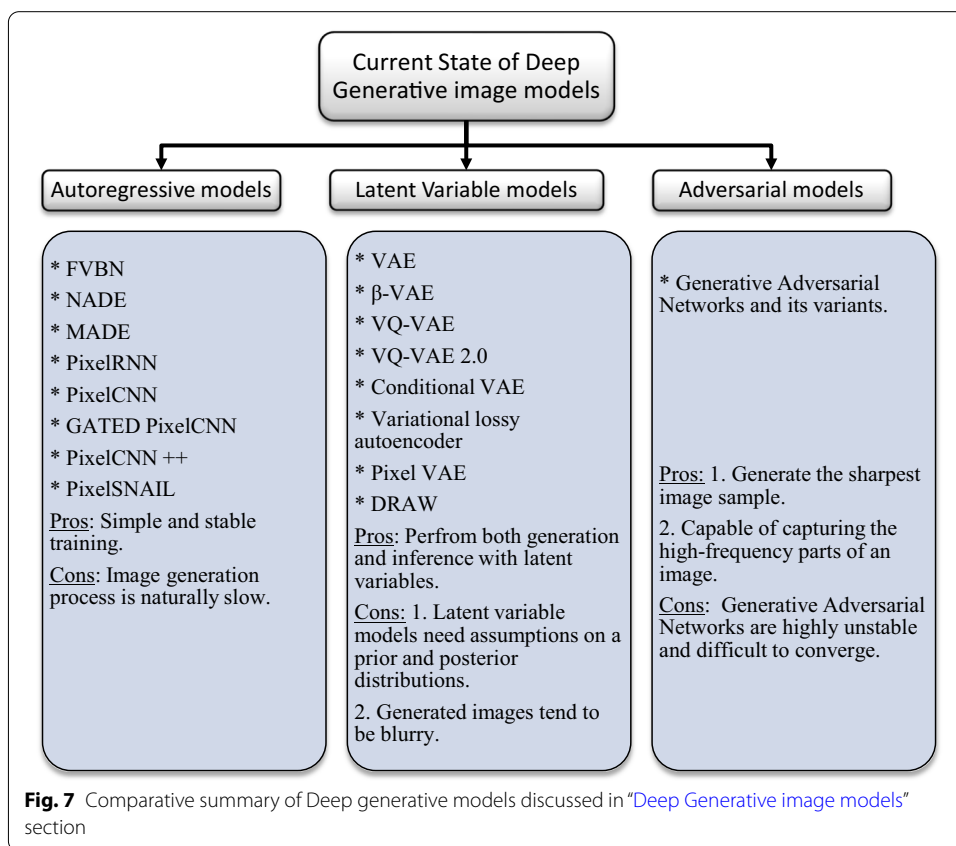 Current State of Deep
Generative image models
Autoregressive models
Latent Variable models
Adversarial models
* FVBN
* NADE
* MADE
* PixelRNN
* PixelCNN
* GATED PixelCNN
* PixelCNN ++
* PixelSNAIL
Pros: Simple and stable
training.
Cons: Image generation
process is naturally slow.
* VAE
* β-VAE
* VQ-VAE
* VQ-VAE 2.0
* Conditional VAE
* Variational lossy
autoencoder
* Pixel VAE
* DRAW
Pros: Perfrom both generation
and inference with latent
variables.
Cons: 1. Latent variable
models need assumptions on a
prior and posterior
distributions.
2. Generated images tend to
be blurry.
* Generative Adversarial
Networks and its variants.
Pros: 1. Generate the sharpest
image sample.
2. Capable of capturing the
high-frequency parts of an
image.
Cons: Generative Adversarial
Networks are highly unstable
and difficult to converge.
Fig. 7 Comparative summary of Deep generative models discussed in “Deep Generative image models”
section